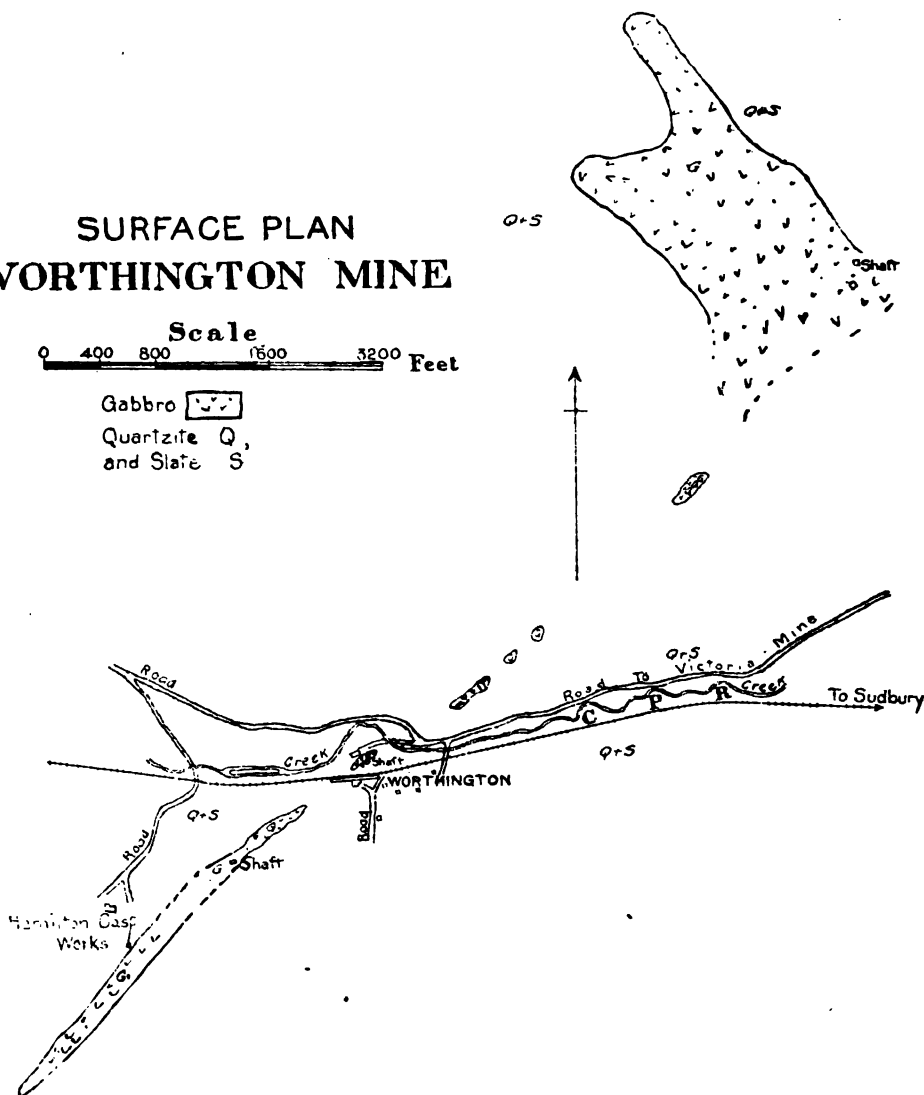 SURFACE PLAN
WORTHINGTON MINE
Scale
0 400 800 1600 3200 Feet
Gabbro
Quartzite Q,
and Slate S
Q+S
G
Q+S
Shaft
Road
Q+S
Road To Victoria Mine
Creek
C P R
To Sudbury
Q+S
Creek
Shaft
WORTHINGTON
Road
Q+S
Road
G
G
Shaft
Hamilton
Works
G